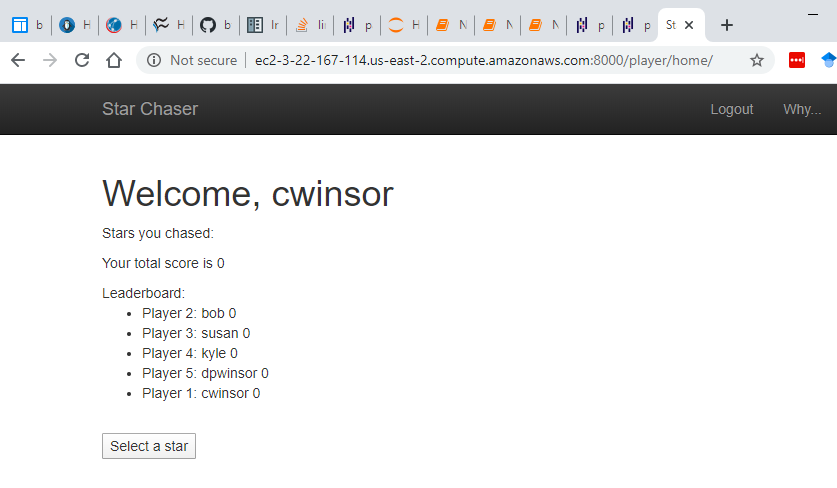 b H H H b Ir lii p H N N N p p St
Not secure ec2-3-22-167-114.us-east-2.compute.amazonaws.com:8000/player/home/
Star Chaser Logout Why...
Welcome, cwinsor
Stars you chased:
Your total score is 0
Leaderboard:
Player 2: bob 0
Player 3: susan 0
Player 4: kyle 0
Player 5: dpwinsor 0
Player 1: cwinsor 0
Select a star